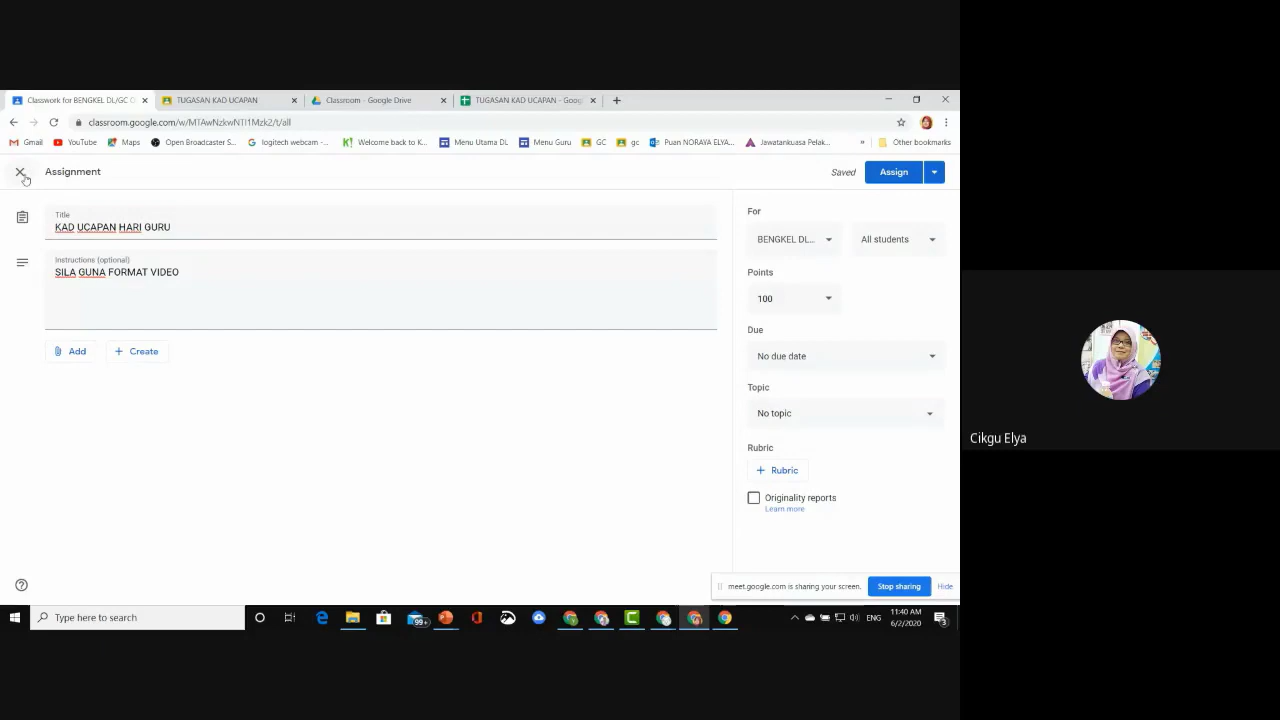 Classwork for BENGKEL DL/GC
TUGASAN KAD UCAPAN
Classroom - Google Drive
TUGASAN KAD UCAPAN - Goog
classroom.google.com/w/MTAwNzkwNTI1Mzk2/t/all
Gmail
YouTube
Maps
Open Broadcaster S...
logitech webcam -...
Welcome back to K...
Menu Utama DL
Menu Guru
GC
gc
Puan NORAYA ELYA...
Jawatankuasa Pelak...
»
Other bookmarks
Assignment
Saved
Assign
Title
KAD UCAPAN HARI GURU
Instructions (optional)
SILA GUNA FORMAT VIDEO
Add
+ Create
For
BENGKEL DL...
All students
Points
100
Due
No due date
Topic
No topic
Rubric
+ Rubric
Originality reports
Learn more
meet.google.com is sharing your screen.
Stop sharing
Hide
Type here to search
99+
ENG
11:40 AM
6/2/2020
3
Cikgu Elya